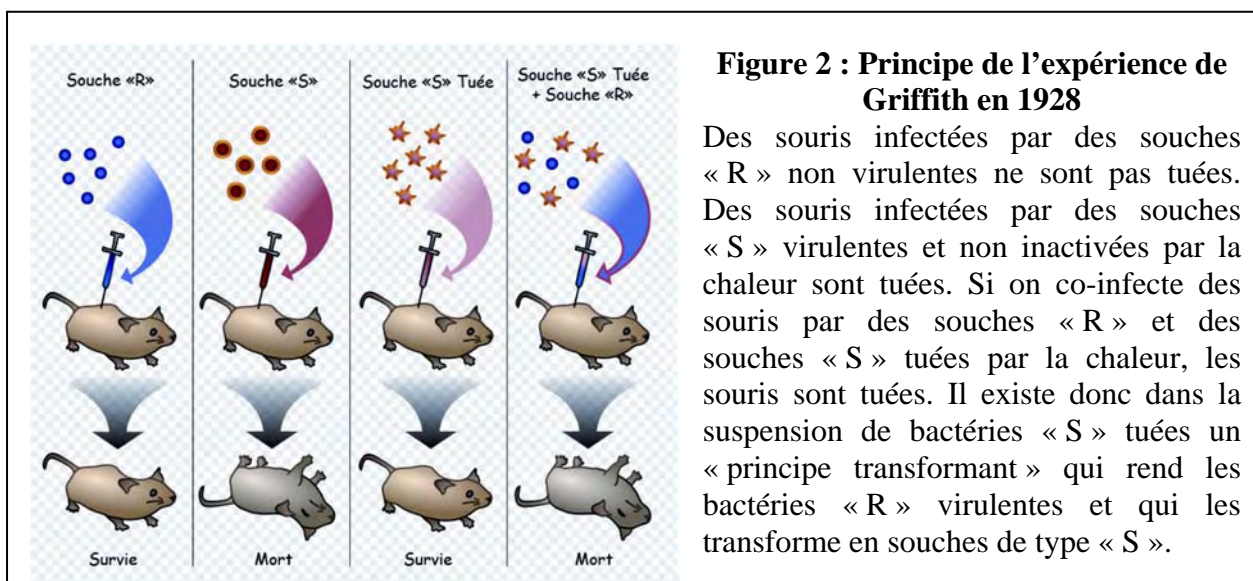 Souche «R»
Souche «S»
Souche «S» Tuée
Souche «S» Tuée
+ Souche «R»
Survie
Mort
Survie
Mort
Figure 2 : Principe de l’expérience de
Griffith en 1928
Des souris infectées par des souches
« R » non virulentes ne sont pas tuées.
Des souris infectées par des souches
« S » virulentes et non inactivées par la
chaleur sont tuées. Si on co-infecte des
souris par des souches « R » et des
souches « S » tuées par la chaleur, les
souris sont tuées. Il existe donc dans la
suspension de bactéries « S » tuées un
« principe transformant » qui rend les
bactéries « R » virulentes et qui les
transforme en souches de type « S ».